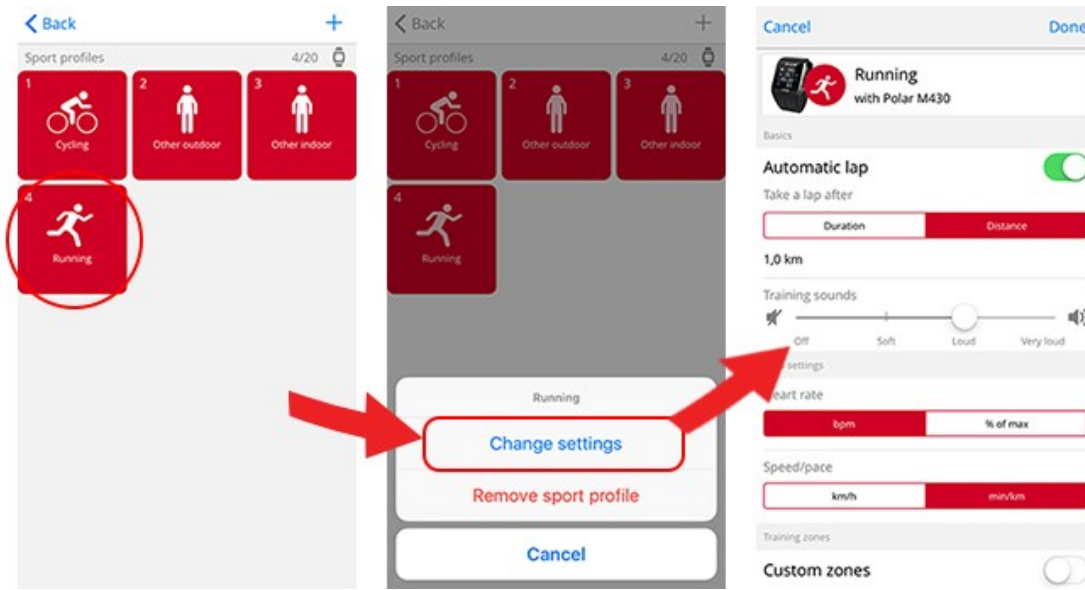 Back
+
Sport profiles 4/20
1
2
3
Cycling
Other outdoor
Other indoor
4
Running
Back
+
Sport profiles 4/20
1
2
3
Cycling
Other outdoor
Other indoor
4
Running
Running
Change settings
Remove sport profile
Cancel
Cancel Done
Running
with Polar M430
Basics
Automatic lap
Take a lap after
Duration Distance
1,0 km
Training sounds
Off Soft Loud Very loud
settings
eart rate
bpm % of max
Speed/pace
km/h min/km
Training zones
Custom zones